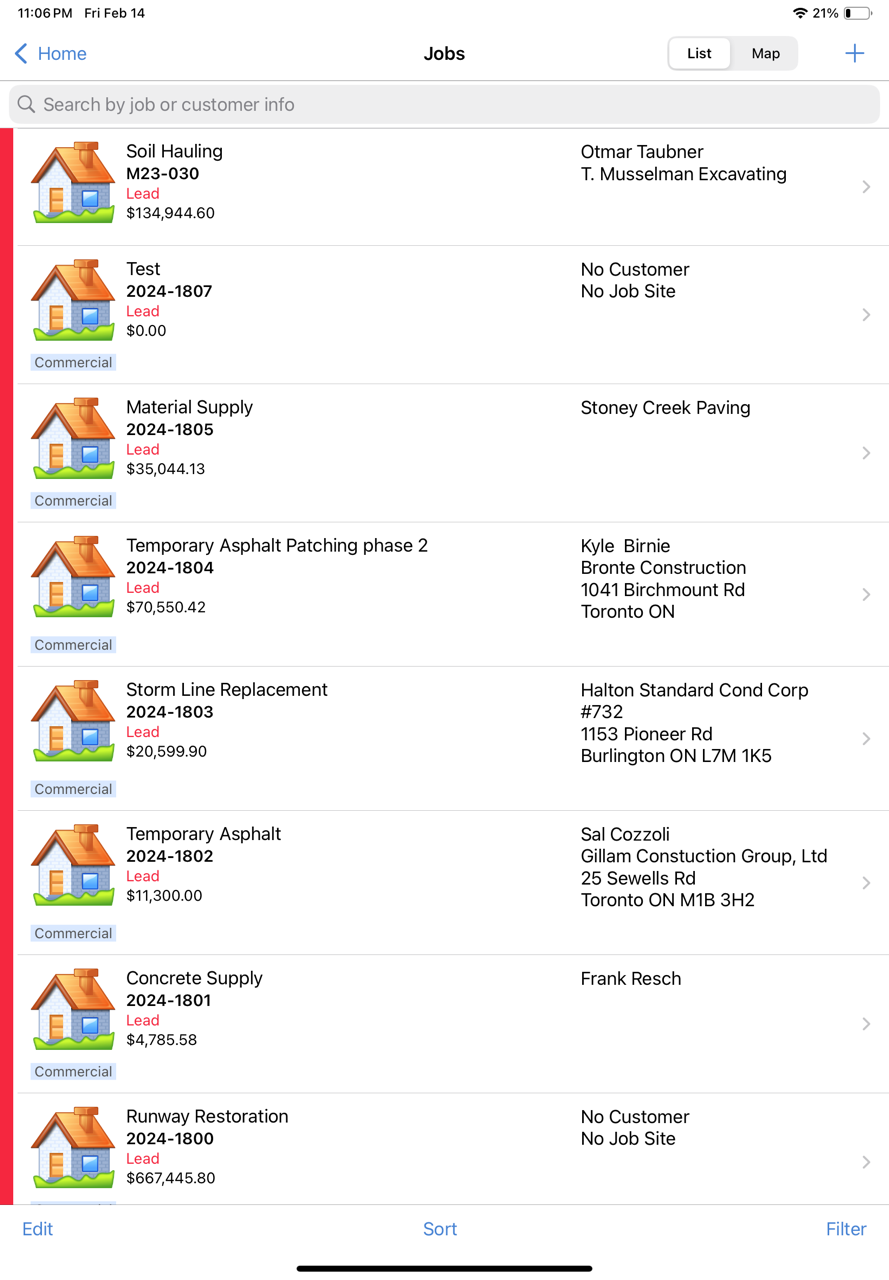 11:06 PM Fri Feb 14 21%
Home Jobs List Map
Search by job or customer info
Soil Hauling
M23-030
Lead
$134,944.60
Otmar Taubner
T. Musselman Excavating
Test
2024-1807
Lead
$0.00
Commercial
No Customer
No Job Site
Material Supply
2024-1805
Lead
$35,044.13
Commercial
Stoney Creek Paving
Temporary Asphalt Patching phase 2
2024-1804
Lead
$70,550.42
Commercial
Kyle  Birnie
Bronte Construction
1041 Birchmount Rd
Toronto ON
Storm Line Replacement
2024-1803
Lead
$20,599.90
Commercial
Halton Standard Cond Corp
#732
1153 Pioneer Rd
Burlington ON L7M 1K5
Temporary Asphalt
2024-1802
Lead
$11,300.00
Commercial
Sal Cozzoli
Gillam Constuction Group, Ltd
25 Sewells Rd
Toronto ON M1B 3H2
Concrete Supply
2024-1801
Lead
$4,785.58
Commercial
Frank Resch
Runway Restoration
2024-1800
Lead
$667,445.80
No Customer
No Job Site
Edit Sort Filter